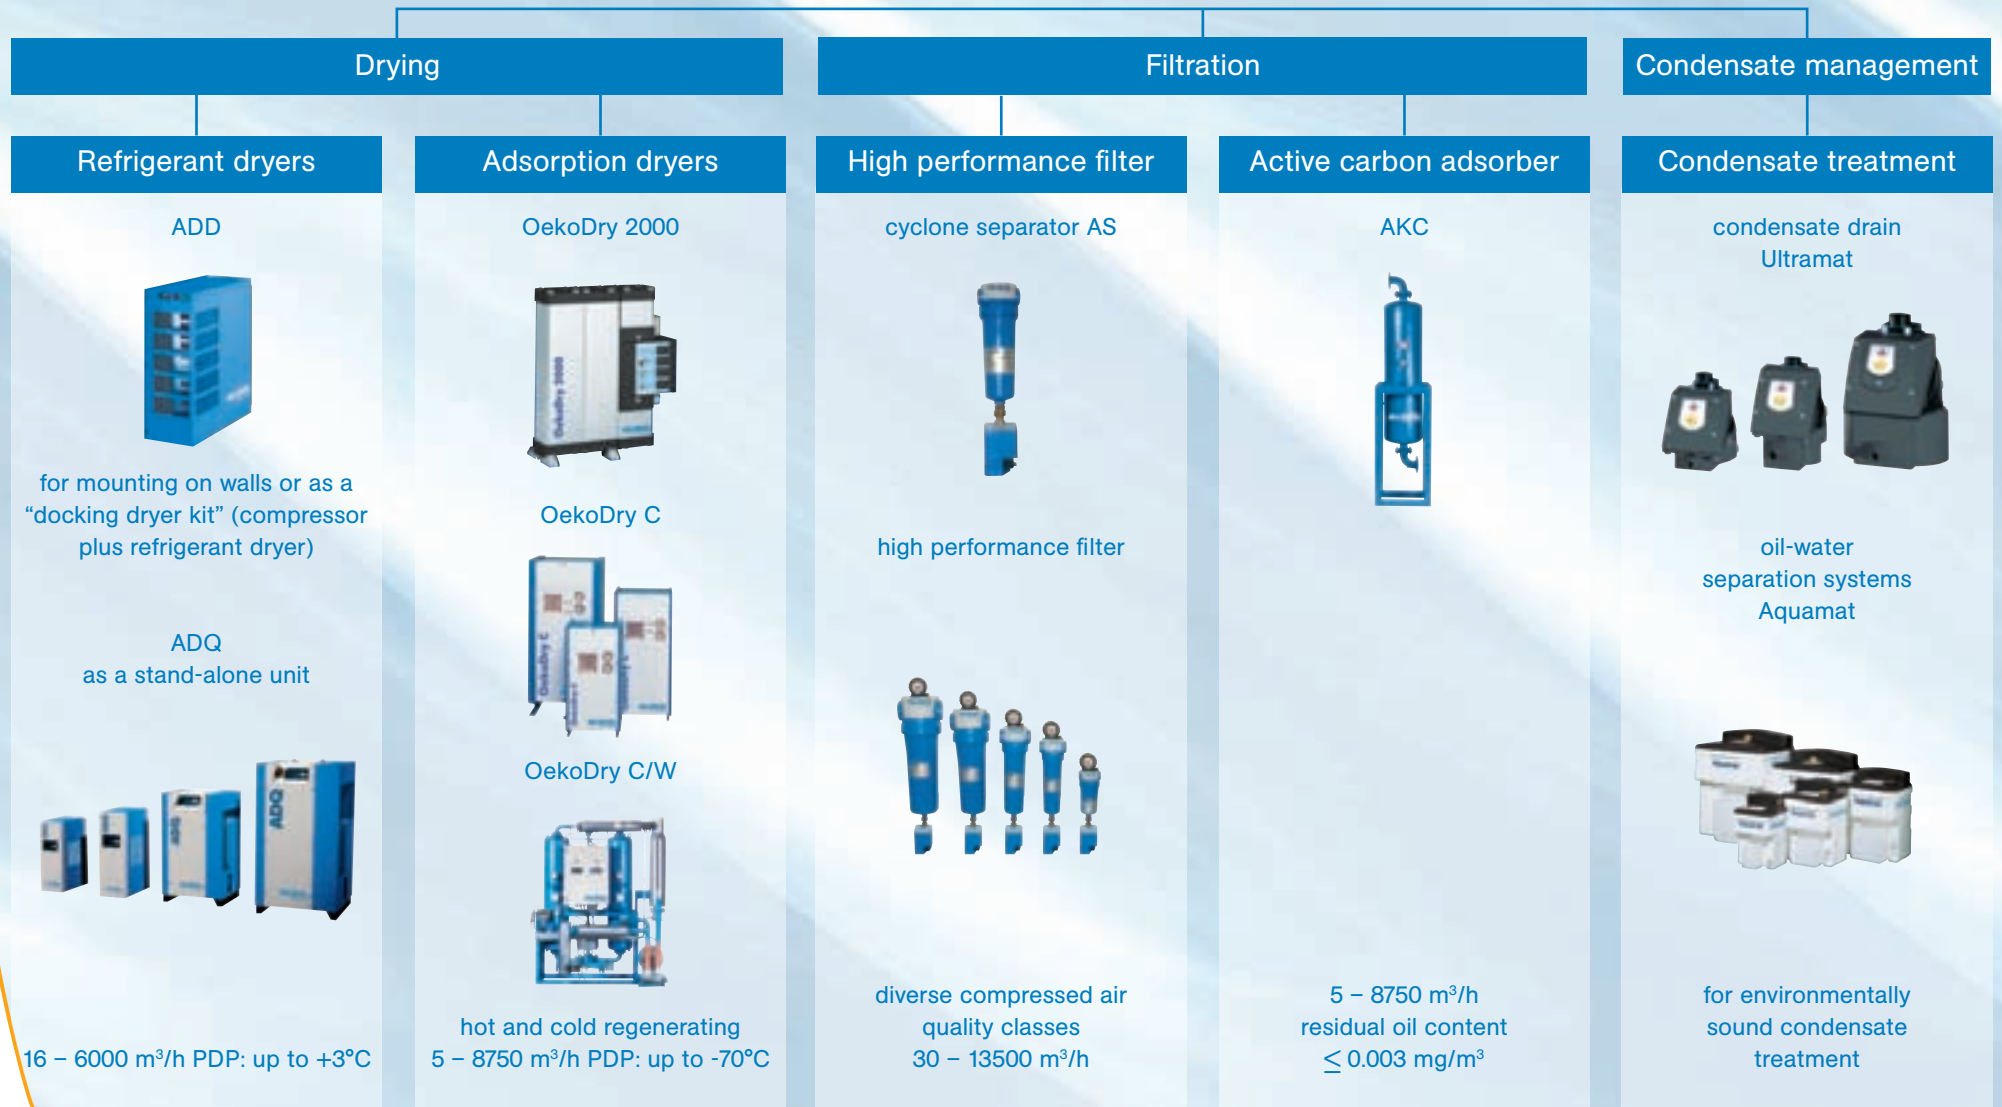 Drying
Filtration
Condensate management
Refrigerant dryers
Adsorption dryers
High performance filter
Active carbon adsorber
Condensate treatment
ADD
for mounting on walls or as a
“docking dryer kit” (compressor
plus refrigerant dryer)
ADQ
as a stand-alone unit
ADQ
ADQ
16 – 6000 m³/h PDP: up to +3°C
OekoDry 2000
OekoDry 2000
OekoDry C
OekoDry C
OekoDry C/W
hot and cold regenerating
5 – 8750 m³/h PDP: up to -70°C
cyclone separator AS
high performance filter
diverse compressed air
quality classes
30 – 13500 m³/h
AKC
5 – 8750 m³/h
residual oil content
≤ 0.003 mg/m³
condensate drain
Ultramat
oil-water
separation systems
Aquamat
for environmentally
sound condensate
treatment